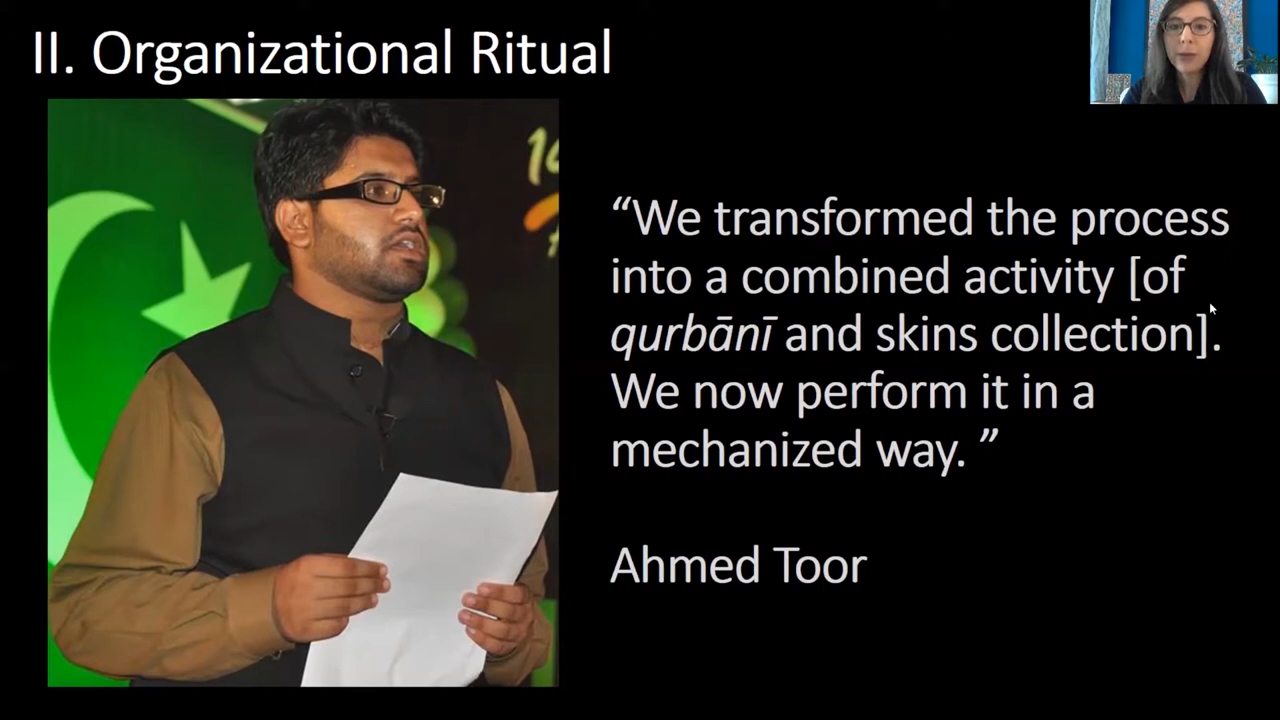 II. Organizational Ritual
“We transformed the process
into a combined activity [of
qurbānī and skins collection].
We now perform it in a
mechanized way. ”
Ahmed Toor